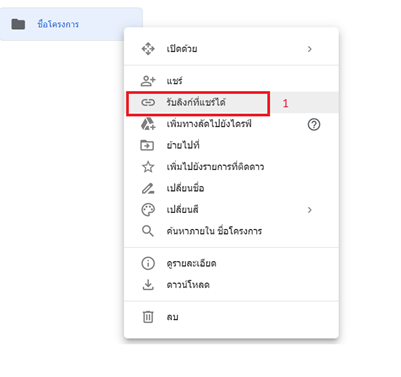 ชื่อโครงการ
เปิดด้วย
แชร์
รับลิงก์ที่แชร์ได้ 1
เพิ่มทางลัดไปยังไดรฟ์
ย้ายไปที่
เพิ่มไปยังรายการที่ติดดาว
เปลี่ยนชื่อ
เปลี่ยนสี
ค้นหาภายใน ชื่อโครงการ
ดูรายละเอียด
ดาวน์โหลด
ลบ